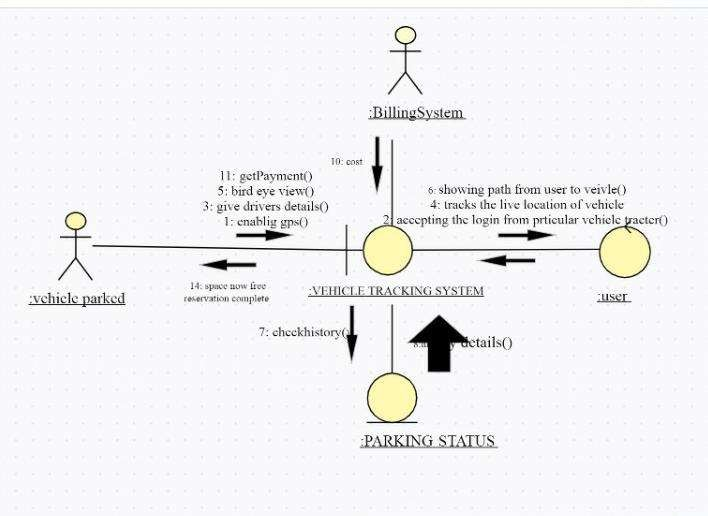 :BillingSystem
10: cost
11: getPayment()
5: bird eye view()
3: give drivers details()
1: enablig gps()
6: showing path from user to veivle()
4: tracks the live location of vehicle
2: accepting the login from prticular vehicle tracter()
14: space now free
reservation complete
:vehicle parked
:VEHICLE TRACKING SYSTEM
:user
7: checkhistory()
details()
:PARKING STATUS